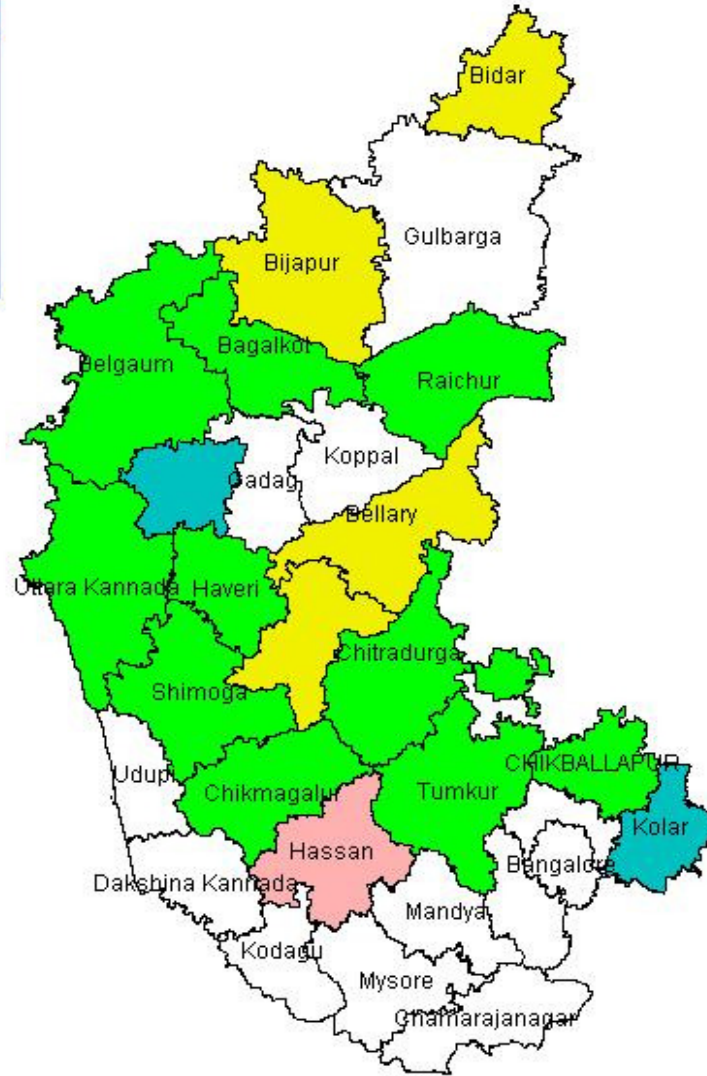 Bidar
Gulbarga
Bijapur
Bagalkot
Belgaum
Raichur
Koppal
Gadag
Bellary
Uttara Kannada
Haveri
Chitradurga
Shimoga
CHIKBALLAPUR
Udupi
Chikmagalur
Tumkur
Kolar
Hassan
Bangalore
Dakshina Kannada
Mandya
Kodagu
Mysore
Chamarajanagar